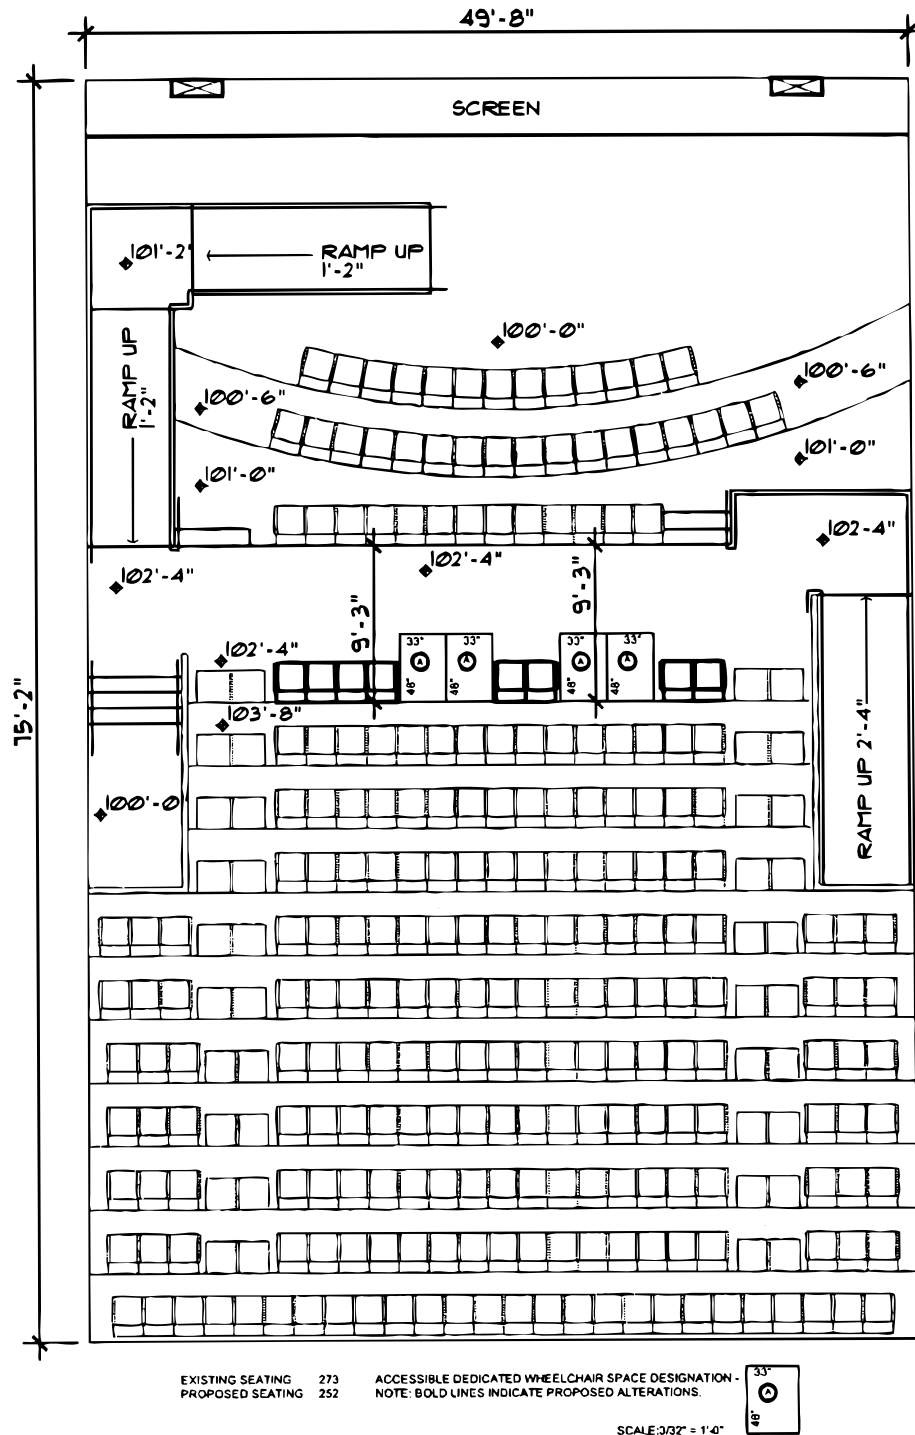 49'-8"
SCREEN
101'-2"
RAMP UP
1'-2"
100'-0"
RAMP UP
1'-2"
100'-6"
100'-6"
101'-0"
101'-0"
102'-4"
102'-4"
102'-4"
9'-3"
9'-3"
75'-2"
102'-4"
33"
33"
33"
33"
A
A
A
A
48"
48"
48"
48"
103'-8"
RAMP UP 2'-4"
100'-0
EXISTING SEATING 273
PROPOSED SEATING 252
ACCESSIBLE DEDICATED WHEELCHAIR SPACE DESIGNATION -
NOTE: BOLD LINES INDICATE PROPOSED ALTERATIONS.
33"
A
48"
SCALE:3/32" = 1'-0"